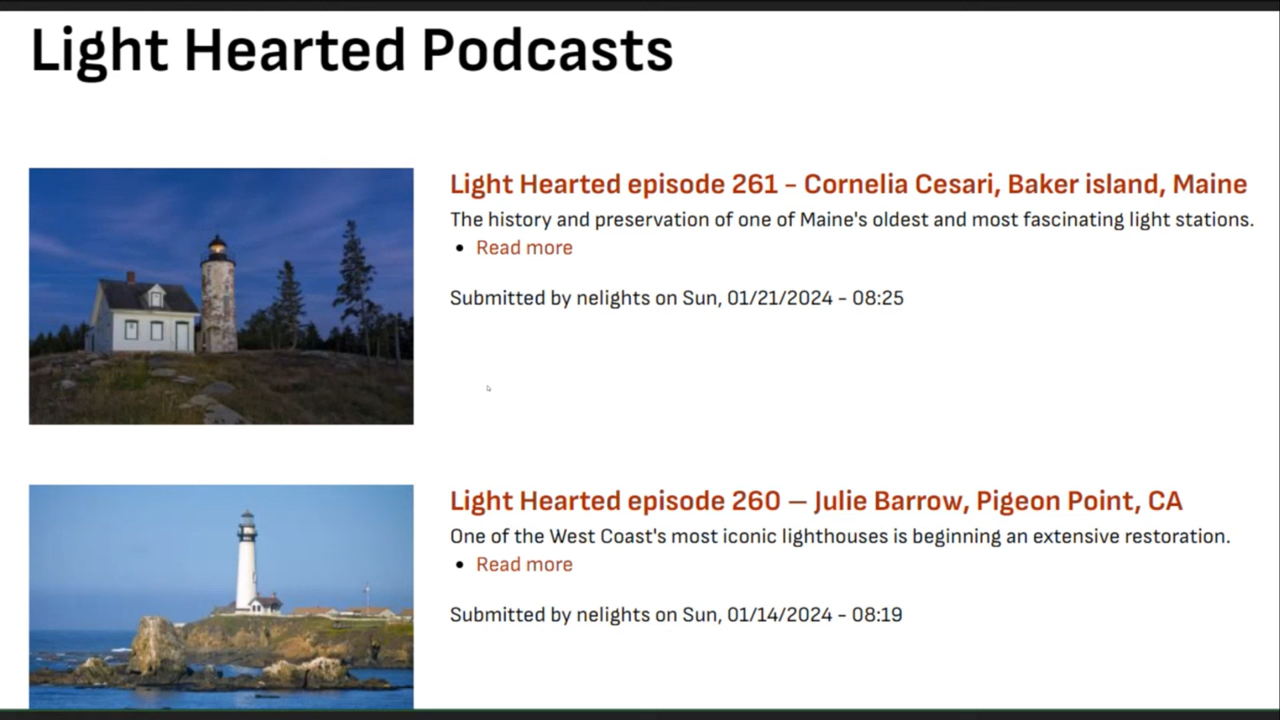 Light Hearted Podcasts
Light Hearted episode 261 - Cornelia Cesari, Baker island, Maine
The history and preservation of one of Maine's oldest and most fascinating light stations.
• Read more
Submitted by nelights on Sun, 01/21/2024 - 08:25
Light Hearted episode 260 — Julie Barrow, Pigeon Point, CA
One of the West Coast's most iconic lighthouses is beginning an extensive restoration.
• Read more
Submitted by nelights on Sun, 01/14/2024 - 08:19